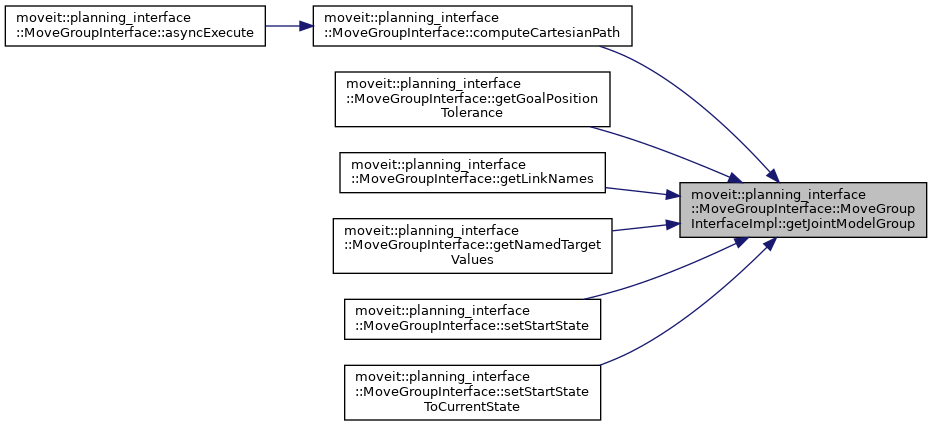 moveit::planning_interface
::MoveGroupInterface::asyncExecute
moveit::planning_interface
::MoveGroupInterface::computeCartesianPath
moveit::planning_interface
::MoveGroupInterface::getGoalPosition
Tolerance
moveit::planning_interface
::MoveGroupInterface::getLinkNames
moveit::planning_interface
::MoveGroupInterface::getNamedTarget
Values
moveit::planning_interface
::MoveGroupInterface::setStartState
moveit::planning_interface
::MoveGroupInterface::setStartState
ToCurrentState
moveit::planning_interface
::MoveGroupInterface::MoveGroup
InterfaceImpl::getJointModelGroup